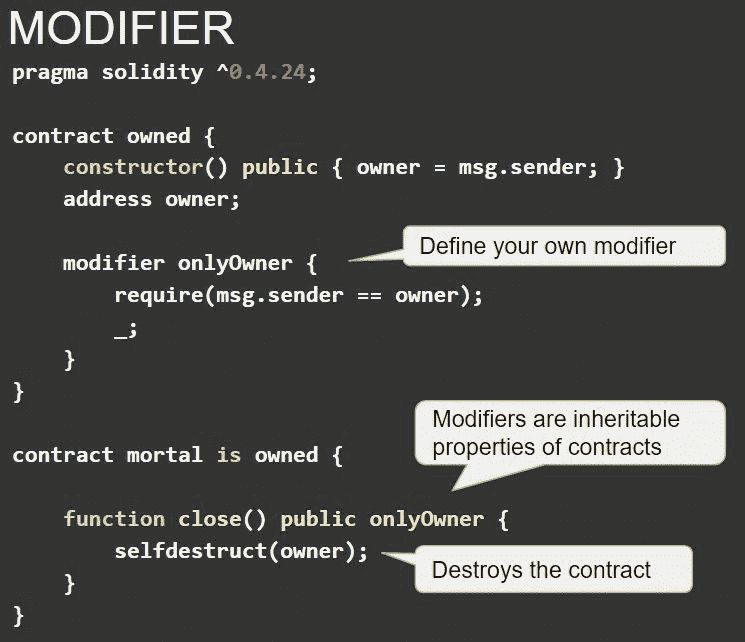 MODIFIER
pragma solidity ^0.4.24;
contract owned {
    constructor() public { owner = msg.sender; }
    address owner;
    modifier onlyOwner {
Define your own modifier
        require(msg.sender == owner);
        _;
    }
}
Modifiers are inheritable
properties of contracts
contract mortal is owned {
    function close() public onlyOwner {
        selfdestruct(owner);
Destroys the contract
    }
}